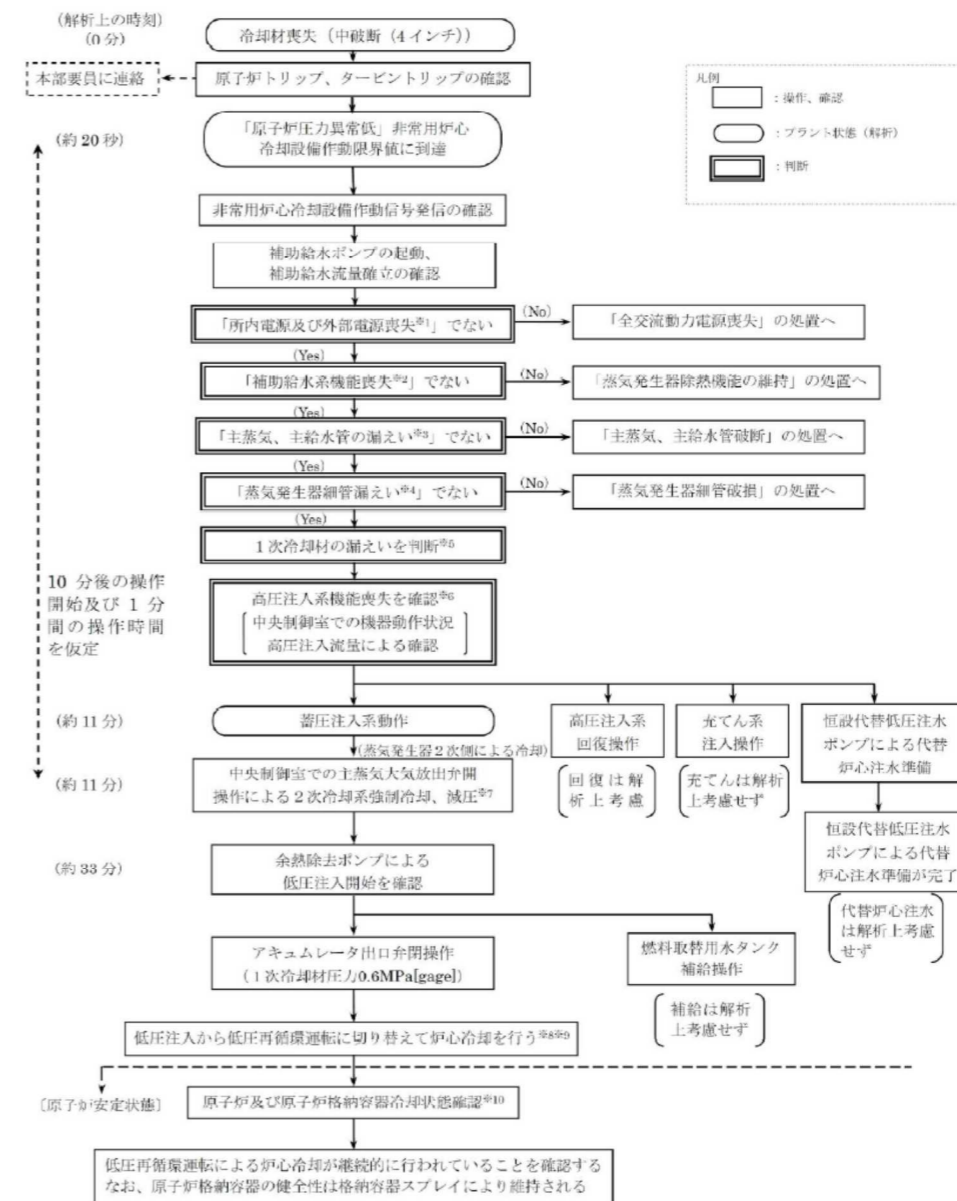 (解析上の時刻)
(0 分)
冷却材喪失（中破断（4インチ））
本部要員に連絡
原子炉トリップ、タービントリップの確認
凡例
：操作、確認
：プラント状態（解析）
：判断
(約 20 秒)
「原子炉圧力異常低」非常用炉心
冷却設備作動限界値に到達
非常用炉心冷却設備作動信号発信の確認
補助給水ポンプの起動、
補助給水流量確立の確認
「所内電源及び外部電源喪失※1」でない
(No)
「全交流動力電源喪失」の処置へ
(Yes)
「補助給水系機能喪失※2」でない
(No)
「蒸気発生器除熱機能の維持」の処置へ
(Yes)
「主蒸気、主給水管の漏えい※3」でない
(No)
「主蒸気、主給水管破断」の処置へ
(Yes)
「蒸気発生器細管漏えい※4」でない
(No)
「蒸気発生器細管破損」の処置へ
(Yes)
1次冷却材の漏えいを判断※5
10 分後の操作
開始及び 1 分
間の操作時間
を仮定
高圧注入系機能喪失を確認※6
中央制御室での機器動作状況
高圧注入流量による確認
(約 11 分)
蓄圧注入系動作
高圧注入系
回復操作
回復は解
析上考慮
充てん系
注入操作
充てんは解析
上考慮せず
恒設代替低圧注水
ポンプによる代替
炉心注水準備
(蒸気発生器2次側による冷却)
(約 11 分)
中央制御室での主蒸気大気放出弁開
操作による2次冷却系強制冷却、減圧※7
恒設代替低圧注水
ポンプによる代替
炉心注水準備が完了
代替炉心注水
は解析上考慮
せず
(約 33 分)
余熱除去ポンプによる
低圧注入開始を確認
アキュムレータ出口弁閉操作
(1次冷却材圧力0.6MPa[gage])
燃料取替用水タンク
補給操作
補給は解析
上考慮せず
低圧注入から低圧再循環運転に切り替えて炉心冷却を行う※8※9
〔原子炉安定状態〕
原子炉及び原子炉格納容器冷却状態確認※10
低圧再循環運転による炉心冷却が継続的に行われていることを確認する
なお、原子炉格納容器の健全性は格納容器スプレイにより維持される